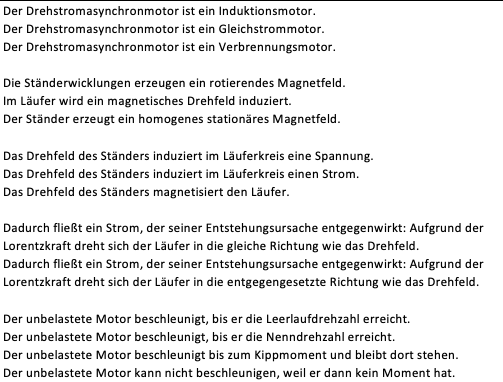 Der Drehstromasynchronmotor ist ein Induktionsmotor.
Der Drehstromasynchronmotor ist ein Gleichstrommotor.
Der Drehstromasynchronmotor ist ein Verbrennungsmotor.
Die Ständerwicklungen erzeugen ein rotierendes Magnetfeld.
Im Läufer wird ein magnetisches Drehfeld induziert.
Der Ständer erzeugt ein homogenes stationäres Magnetfeld.
Das Drehfeld des Ständers induziert im Läuferkreis eine Spannung.
Das Drehfeld des Ständers induziert im Läuferkreis einen Strom.
Das Drehfeld des Ständers magnetisiert den Läufer.
Dadurch fließt ein Strom, der seiner Entstehungsursache entgegenwirkt: Aufgrund der
Lorentzkraft dreht sich der Läufer in die gleiche Richtung wie das Drehfeld.
Dadurch fließt ein Strom, der seiner Entstehungsursache entgegenwirkt: Aufgrund der
Lorentzkraft dreht sich der Läufer in die entgegengesetzte Richtung wie das Drehfeld.
Der unbelastete Motor beschleunigt, bis er die Leerlaufdrehzahl erreicht.
Der unbelastete Motor beschleunigt, bis er die Nenndrehzahl erreicht.
Der unbelastete Motor beschleunigt bis zum Kippmoment und bleibt dort stehen.
Der unbelastete Motor kann nicht beschleunigen, weil er dann kein Moment hat.